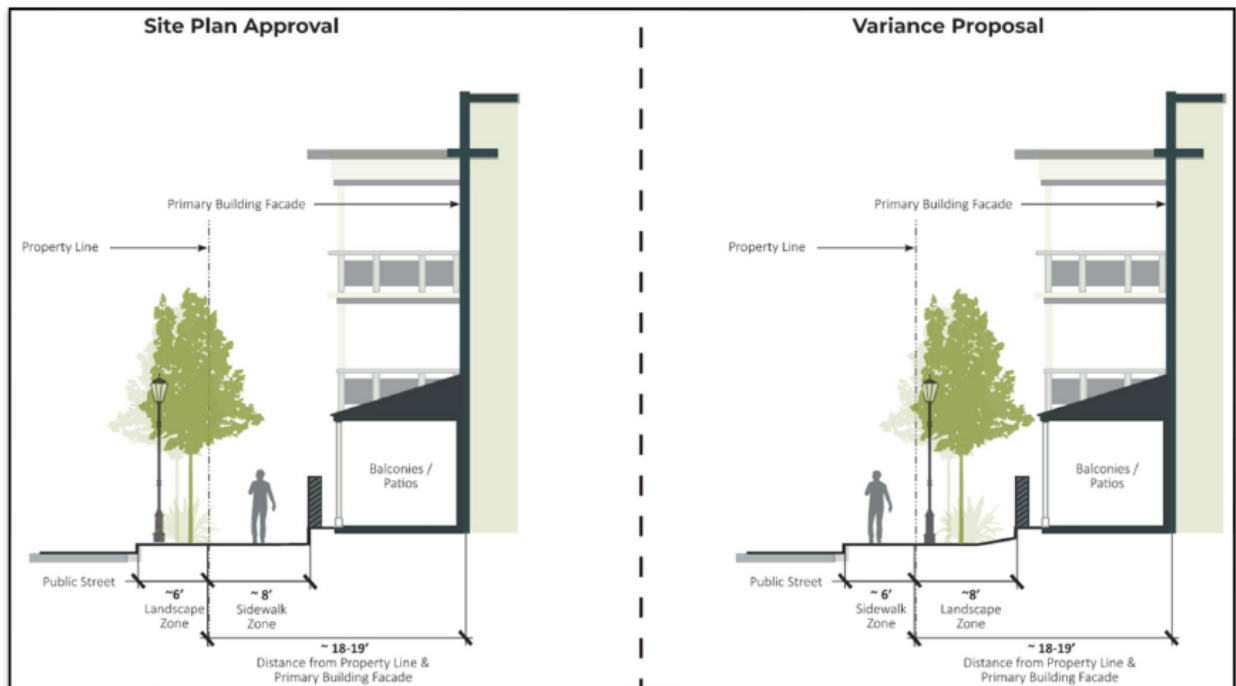 Site Plan Approval
Primary Building Facade
Property Line
Balconies /
Patios
Public Street
~6'
Landscape
Zone
~ 8'
Sidewalk
Zone
~ 18-19'
Distance from Property Line &
Primary Building Facade
Variance Proposal
Primary Building Facade
Property Line
Balconies /
Patios
Public Street
~ 6'
Sidewalk
Zone
~8'
Landscape
Zone
~ 18-19'
Distance from Property Line &
Primary Building Facade